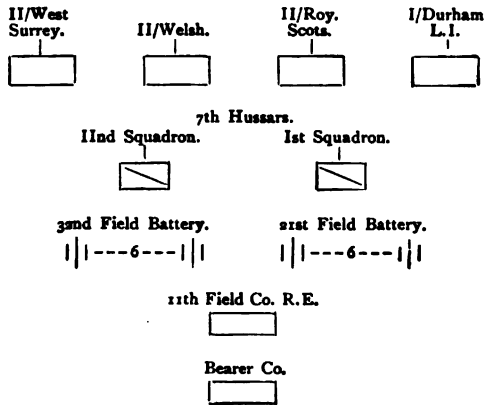 II/West II/Roy. I/Durham
Surrey. II/Welsh. Scots. L.I.
7th Hussars.
IInd Squadron. Ist Squadron.
32nd Field Battery. 21st Field Battery.
6 6
11th Field Co. R.E.
Bearer Co.